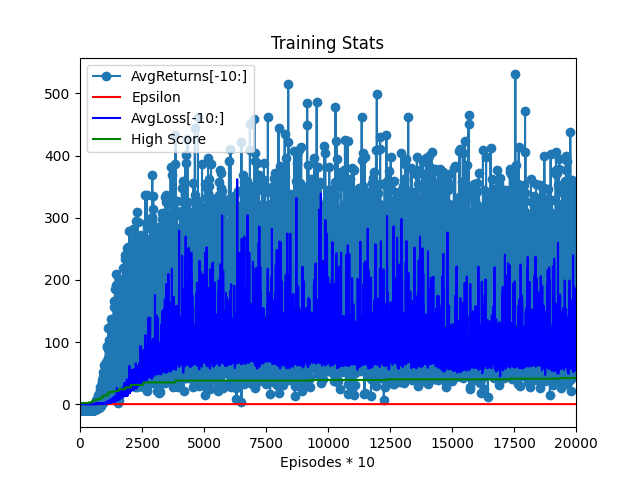 Training Stats
AvgReturns[-10:]
Epsilon
AvgLoss[-10:]
High Score
500
400
300
200
100
0
0 2500 5000 7500 10000 12500 15000 17500 20000
Episodes * 10